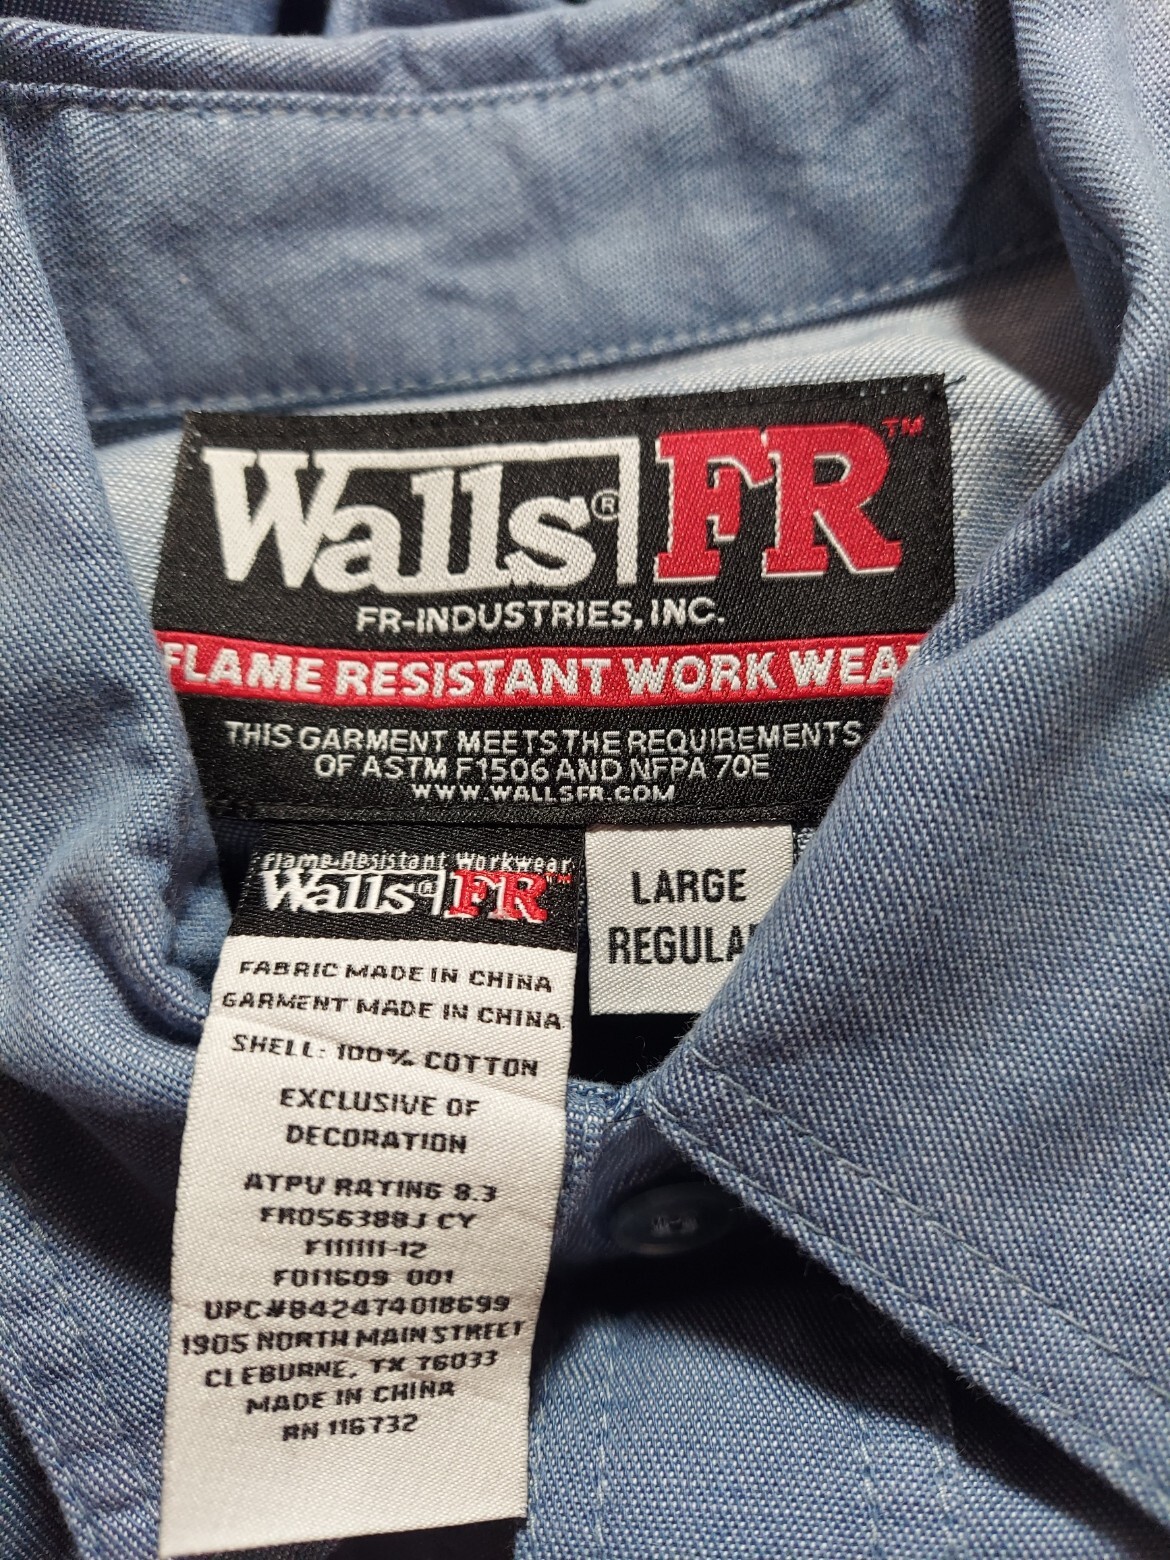 Walls® FR™
FR-INDUSTRIES, INC.
FLAME RESISTANT WORK WEAR
THIS GARMENT MEETS THE REQUIREMENTS
OF ASTM F1506 AND NFPA 70E
WWW.WALLSFR.COM
Flame-Resistant Workwear
Walls® FR™
FABRIC MADE IN CHINA
GARMENT MADE IN CHINA
SHELL: 100% COTTON
EXCLUSIVE OF
DECORATION
ATPV RATING 8.3
FR056388J CY
F111111-12
F011609 001
UPC#842474018699
1905 NORTH MAIN STREET
CLEBURNE, TX 76033
MADE IN CHINA
RN 116732
LARGE
REGULA